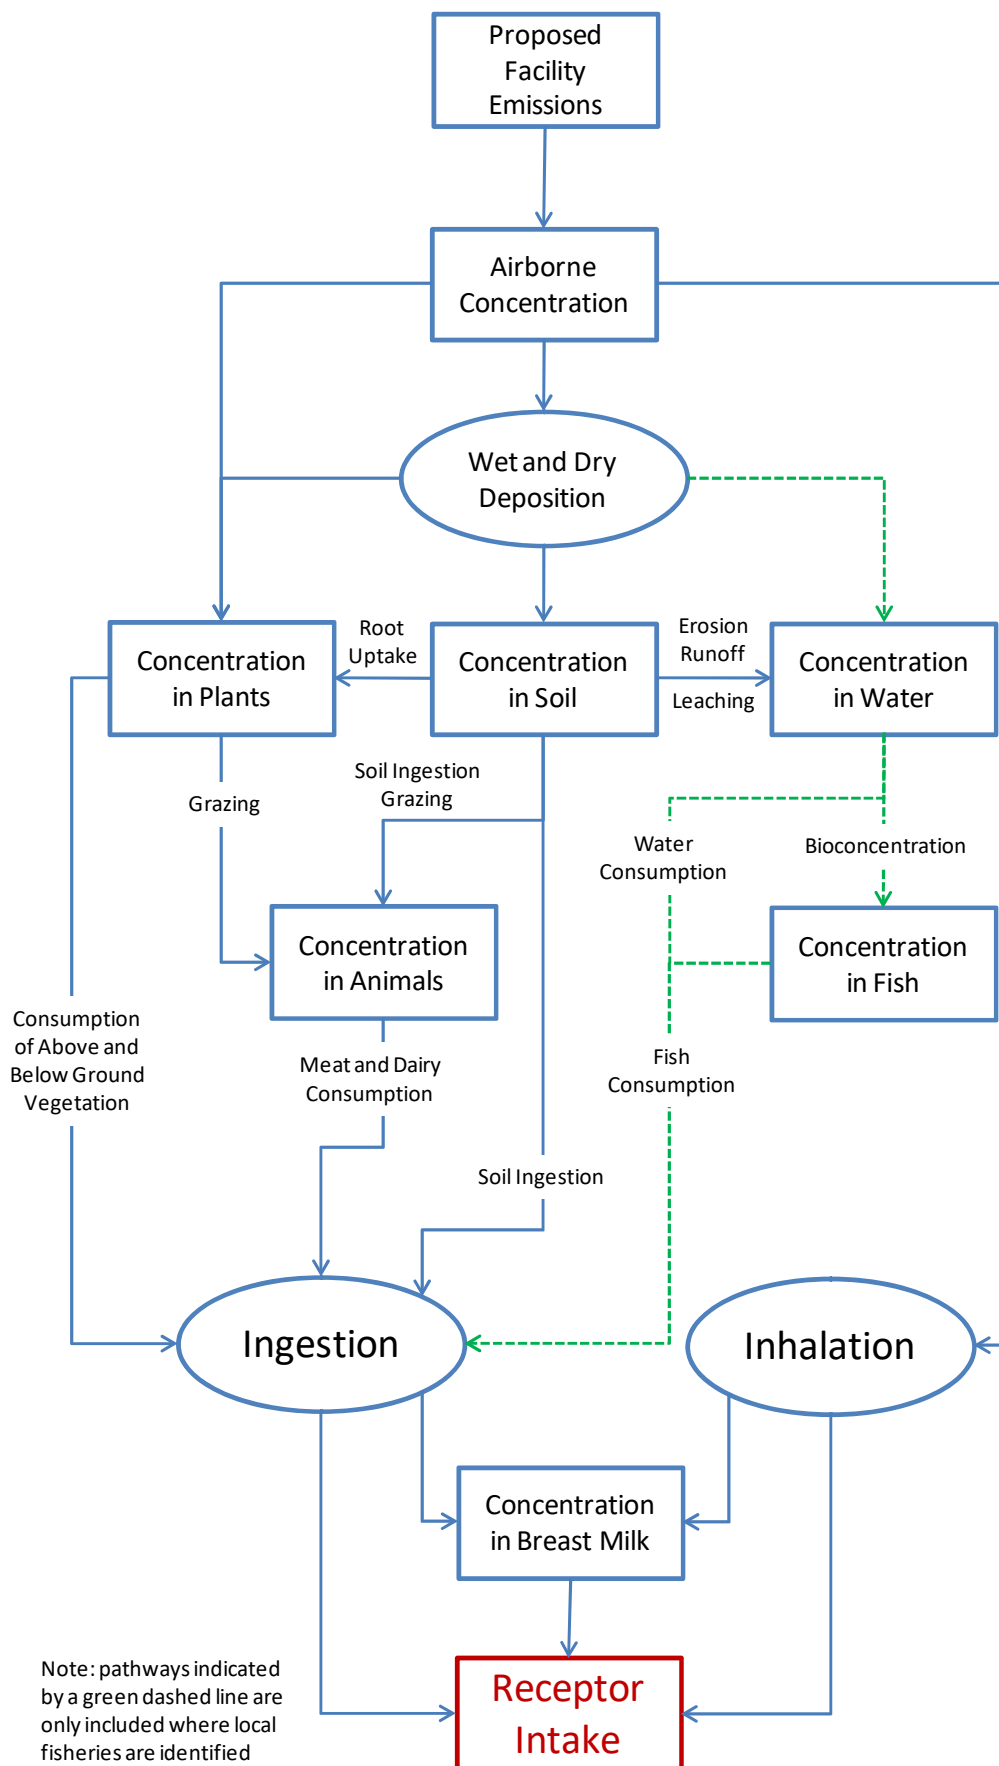 Proposed
Facility
Emissions
Airborne
Concentration
Wet and Dry
Deposition
Root
Uptake
Erosion
Runoff
Leaching
Concentration
in Plants
Concentration
in Soil
Concentration
in Water
Grazing
Soil Ingestion
Grazing
Water
Consumption
Bioconcentration
Concentration
in Animals
Concentration
in Fish
Consumption
of Above and
Below Ground
Vegetation
Meat and Dairy
Consumption
Fish
Consumption
Soil Ingestion
Ingestion
Inhalation
Concentration
in Breast Milk
Receptor
Intake
Note: pathways indicated
by a green dashed line are
only included where local
fisheries are identified